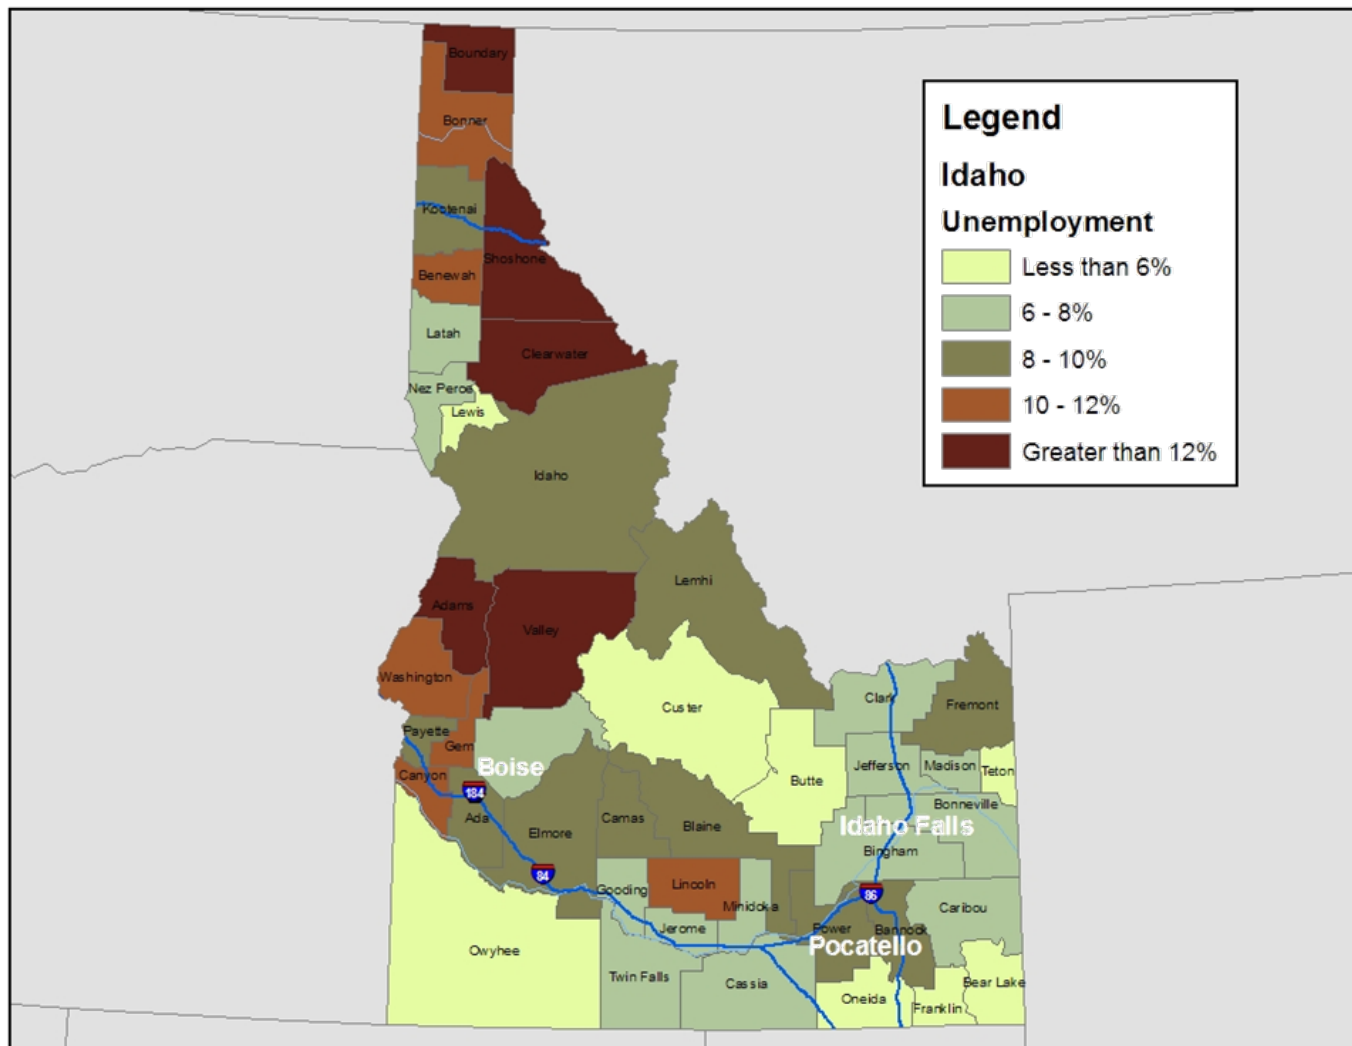 Boundary
Bonner
Legend
Idaho
Unemployment
Less than 6%
6 - 8%
8 - 10%
10 - 12%
Greater than 12%
Kootenai
Shoshone
Benewah
Latah
Clearwater
Nez Perce
Lewis
Idaho
Lemhi
Adams
Valley
Washington
Custer
Clark
Fremont
Payette
Gem
Boise
Canyon
Butte
Jefferson
Madison
Teton
184
Ada
Elmore
Camas
Blaine
Bonneville
Idaho Falls
Bingham
84
86
Gooding
Lincoln
Minidoka
Caribou
Jerome
Power
Bannock
Pocatello
Owyhee
Twin Falls
Cassia
Oneida
Franklin
Bear Lake